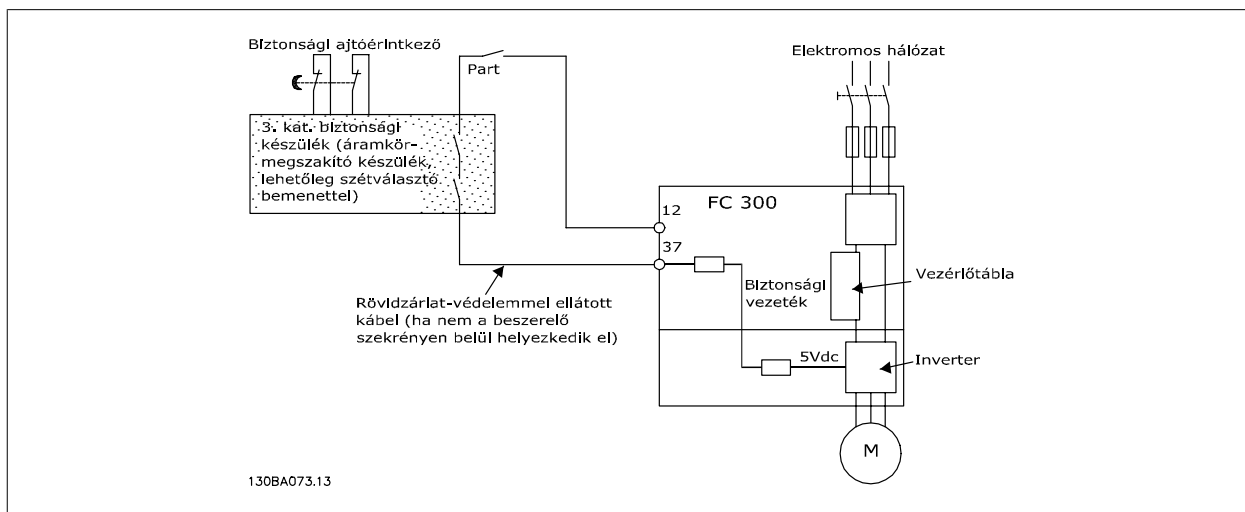 Biztonsági ajtóérintkező
Part
3. kat. biztonsági
készülék (áramkör-
megszakító készülék,
lehetőleg szétválasztó
bemenettel)
Elektromos hálózat
FC 300
12
37
Biztonsági
vezeték
Vezérlőtábla
Rövidzárlat-védelemmel ellátott
kábel (ha nem a beszerelő
szekrényen belül helyezkedik el)
5Vdc
Inverter
M
130BA073.13